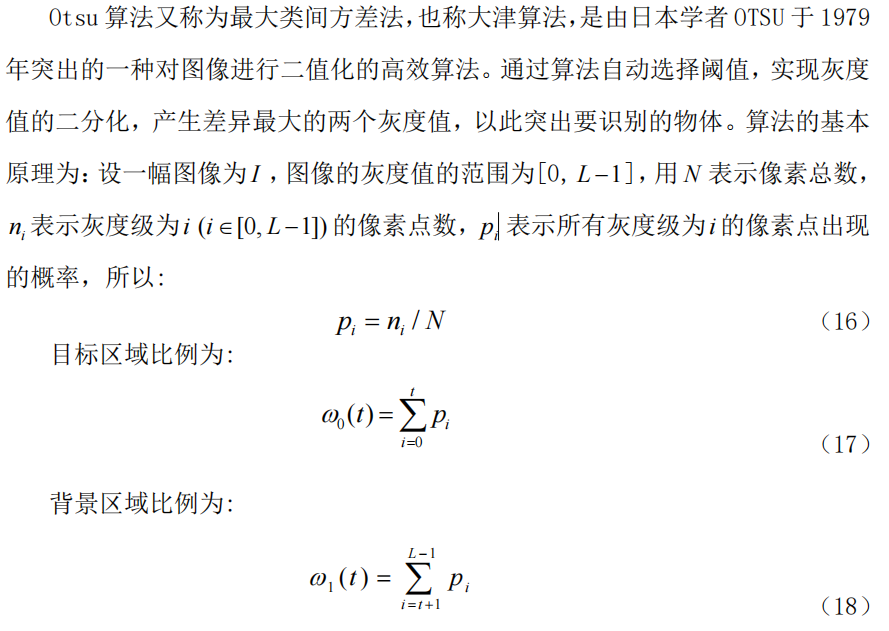 Otsu 算法又称为最大类间方差法,也称大津算法,是由日本学者 OTSU 于 1979
年突出的一种对图像进行二值化的高效算法。通过算法自动选择阈值,实现灰度
值的二分化,产生差异最大的两个灰度值,以此突出要识别的物体。算法的基本
原理为:设一幅图像为 I ,图像的灰度值的范围为[0, L−1],用 N 表示像素总数,
n_i 表示灰度级为 i (i∈[0, L−1]) 的像素点数, p_i 表示所有灰度级为 i 的像素点出现
的概率,所以:
p_i = n_i / N (16)
目标区域比例为:
ω_0(t) = ∑_{i=0}^{t} p_i (17)
背景区域比例为:
ω_1(t) = ∑_{i=t+1}^{L−1} p_i (18)